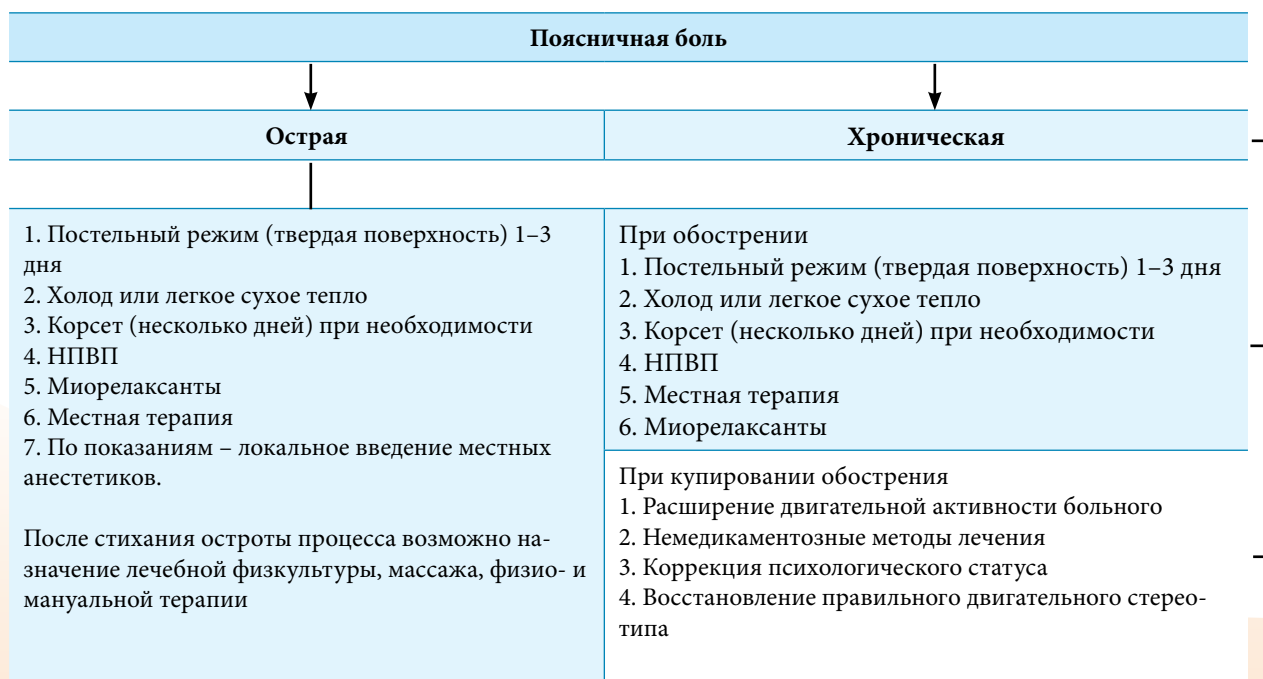 Поясничная боль
Острая
Хроническая
1. Постельный режим (твердая поверхность) 1–3
дня
2. Холод или легкое сухое тепло
3. Корсет (несколько дней) при необходимости
4. НПВП
5. Миорелаксанты
6. Местная терапия
7. По показаниям – локальное введение местных
анестетиков.
После стихания остроты процесса возможно на-
значение лечебной физкультуры, массажа, физио- и
мануальной терапии
При обострении
1. Постельный режим (твердая поверхность) 1–3 дня
2. Холод или легкое сухое тепло
3. Корсет (несколько дней) при необходимости
4. НПВП
5. Местная терапия
6. Миорелаксанты
При купировании обострения
1. Расширение двигательной активности больного
2. Немедикаментозные методы лечения
3. Коррекция психологического статуса
4. Восстановление правильного двигательного стерео-
типа